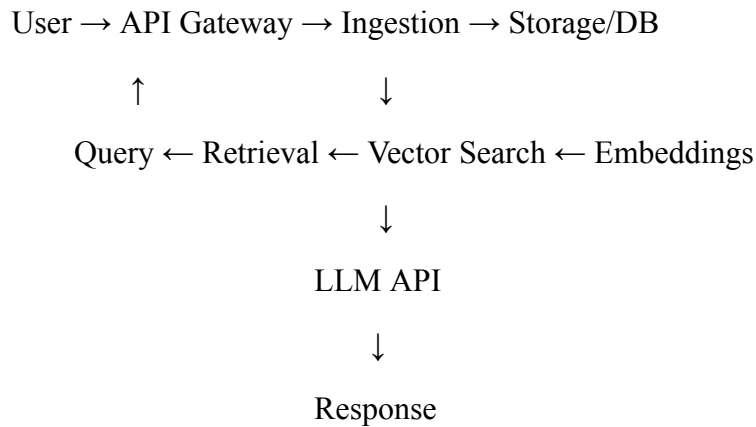 User → API Gateway → Ingestion → Storage/DB
↑ ↓
Query ← Retrieval ← Vector Search ← Embeddings
↓
LLM API
↓
Response